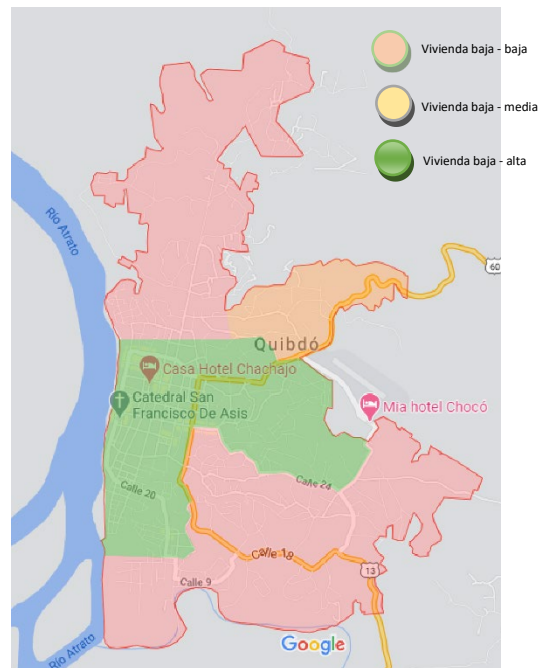 Vivienda baja - baja
Vivienda baja - media
Vivienda baja - alta
Río Atrato
60
Quibdó
Casa Hotel Chachajo
Catedral San
Francisco De Asis
Mia hotel Chocó
Calle 20
Calle 24
Calle 18
13
Calle 9
Google
Río Atrato